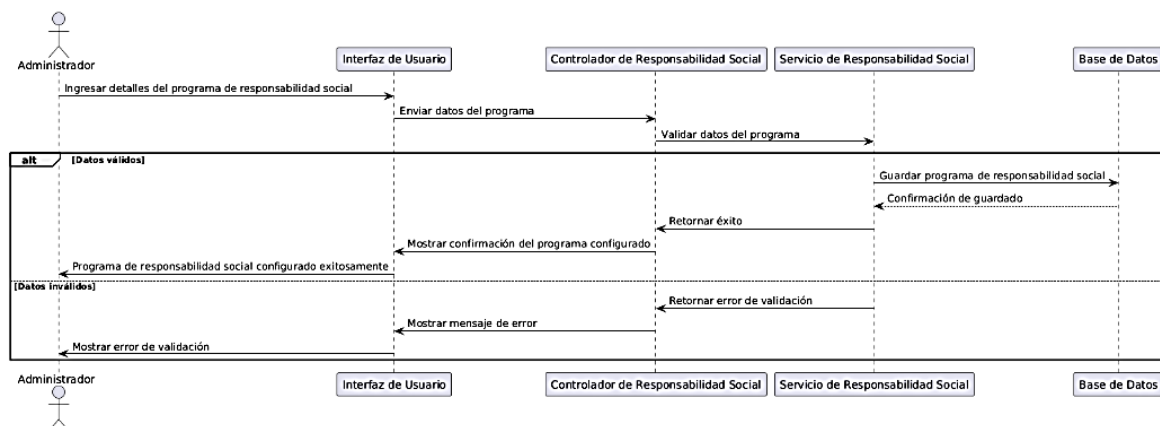 Administrador
Interfaz de Usuario
Controlador de Responsabilidad Social
Servicio de Responsabilidad Social
Base de Datos
Ingresar detalles del programa de responsabilidad social
Enviar datos del programa
Validar datos del programa
alt
[Datos válidos]
Guardar programa de responsabilidad social
Confirmación de guardado
Retornar éxito
Mostrar confirmación del programa configurado
Programa de responsabilidad social configurado exitosamente
[Datos inválidos]
Retornar error de validación
Mostrar mensaje de error
Mostrar error de validación
Administrador
Interfaz de Usuario
Controlador de Responsabilidad Social
Servicio de Responsabilidad Social
Base de Datos